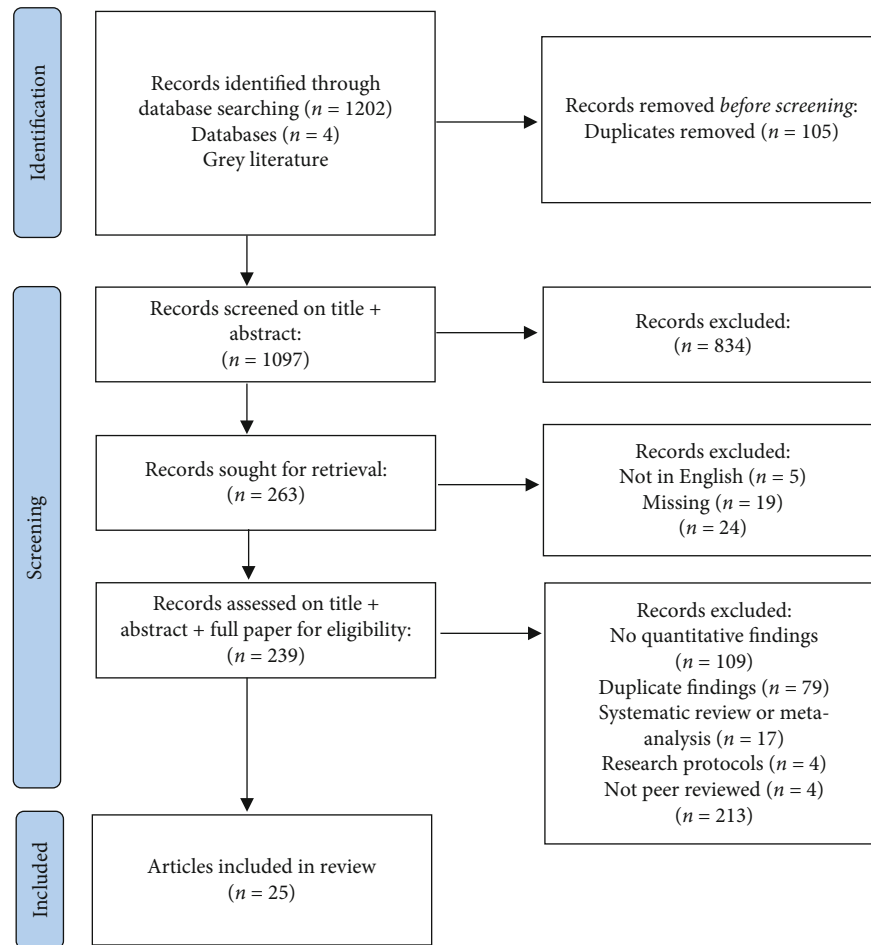 Identification
Records identified through
database searching (n = 1202)
Databases (n = 4)
Grey literature
Records removed before screening:
Duplicates removed (n = 105)
Screening
Records screened on title +
abstract:
(n = 1097)
Records excluded:
(n = 834)
Records sought for retrieval:
(n = 263)
Records excluded:
Not in English (n = 5)
Missing (n = 19)
(n = 24)
Records assessed on title +
abstract + full paper for eligibility:
(n = 239)
Records excluded:
No quantitative findings
(n = 109)
Duplicate findings (n = 79)
Systematic review or meta-
analysis (n = 17)
Research protocols (n = 4)
Not peer reviewed (n = 4)
(n = 213)
Included
Articles included in review
(n = 25)